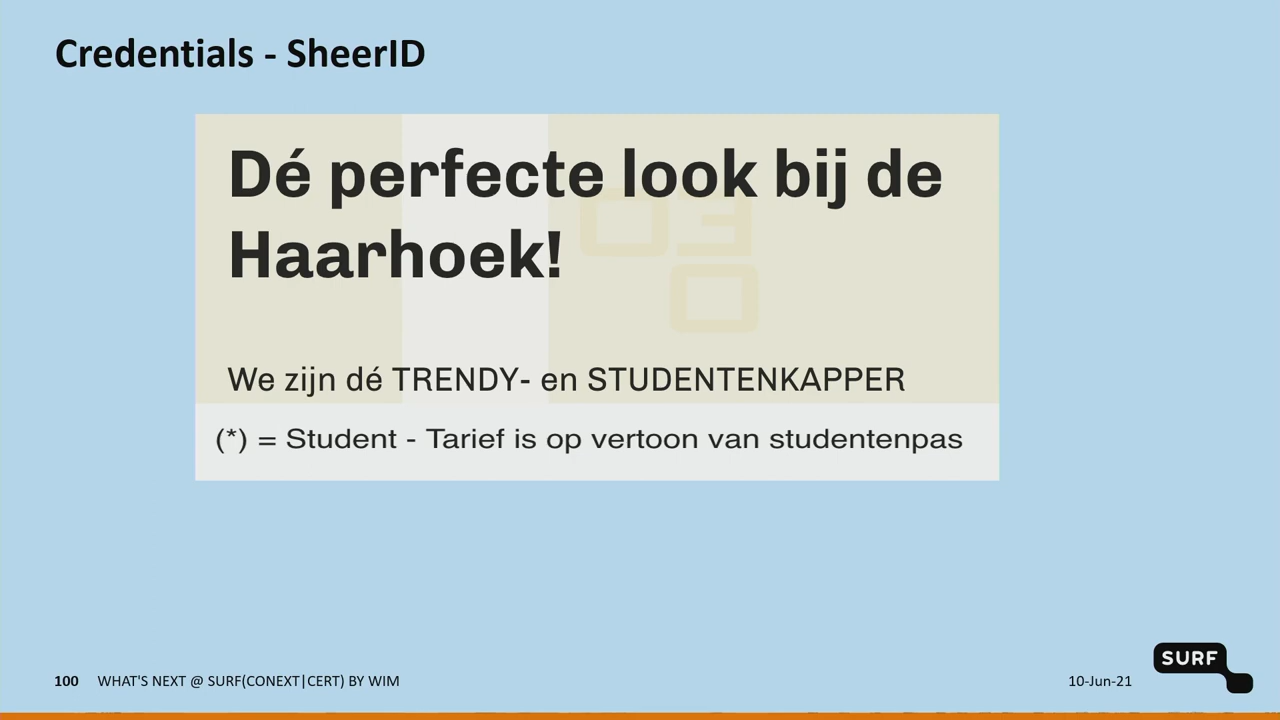 Credentials - SheerID
Dé perfecte look bij de
Haarhoek!
We zijn dé TRENDY- en STUDENTENKAPPER
(*) = Student - Tarief is op vertoon van studentenpas
100 WHAT'S NEXT @ SURF(CONEXT|CERT) BY WIM
10-Jun-21
SURF